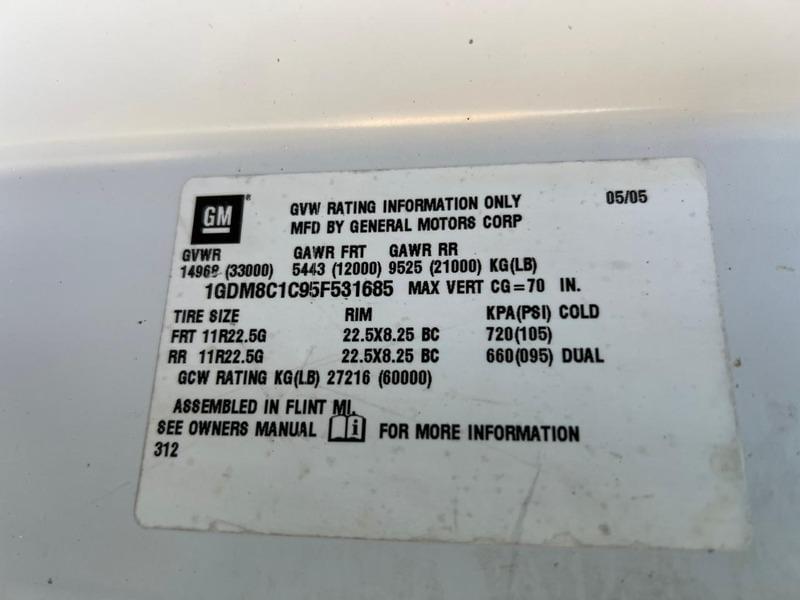 GM® GVW RATING INFORMATION ONLY 05/05
MFD BY GENERAL MOTORS CORP
GVWR GAWR FRT GAWR RR
14968 (33000) 5443 (12000) 9525 (21000) KG(LB)
1GDM8C1C95F531685 MAX VERT CG=70 IN.
TIRE SIZE RIM KPA(PSI) COLD
FRT 11R22.5G 22.5X8.25 BC 720(105)
RR 11R22.5G 22.5X8.25 BC 660(095) DUAL
GCW RATING KG(LB) 27216 (60000)
ASSEMBLED IN FLINT MI.
SEE OWNERS MANUAL i FOR MORE INFORMATION
312